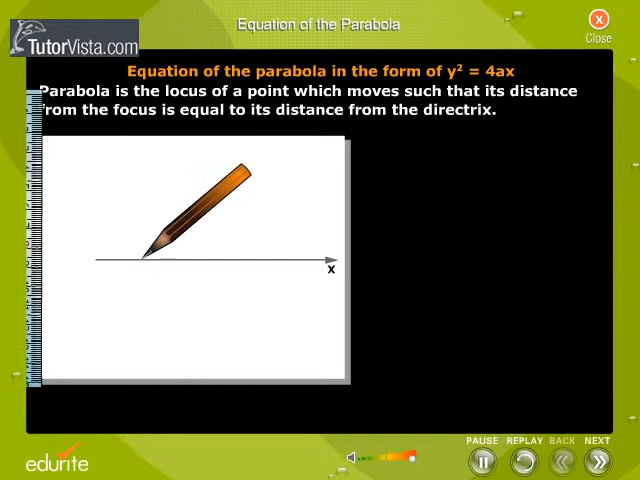 Equation of the Parabola
X
Close
TutorVista.com
Equation of the parabola in the form of y² = 4ax
Parabola is the locus of a point which moves such that its distance
from the focus is equal to its distance from the directrix.
x
PAUSE REPLAY BACK NEXT
edurite